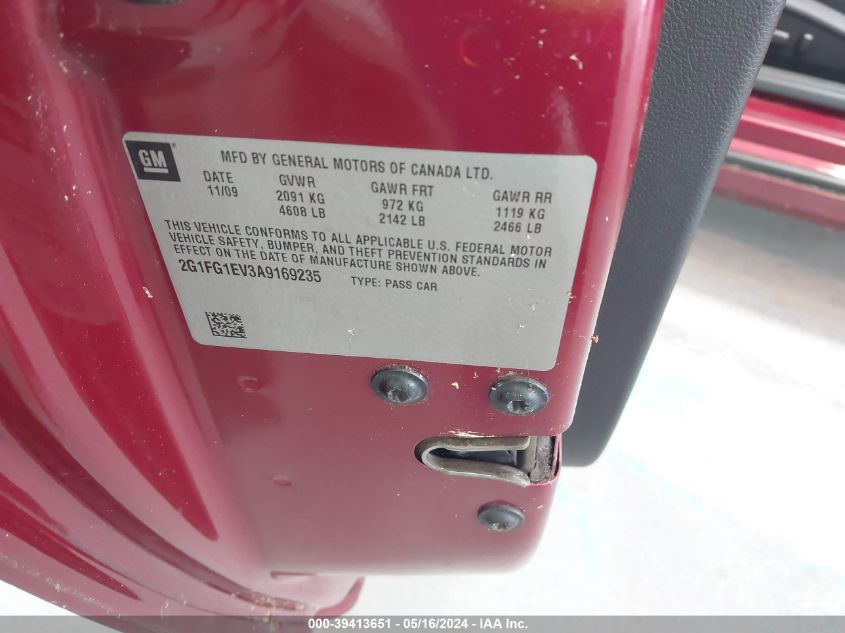 GM
MFD BY GENERAL MOTORS OF CANADA LTD.
DATE GVWR GAWR FRT GAWR RR
11/09 2091 KG 972 KG 1119 KG
4608 LB 2142 LB 2466 LB
THIS VEHICLE CONFORMS TO ALL APPLICABLE U.S. FEDERAL MOTOR
VEHICLE SAFETY, BUMPER, AND THEFT PREVENTION STANDARDS IN
EFFECT ON THE DATE OF MANUFACTURE SHOWN ABOVE.
2G1FG1EV3A9169235 TYPE: PASS CAR
000-39413651 - 05/16/2024 - IAA Inc.